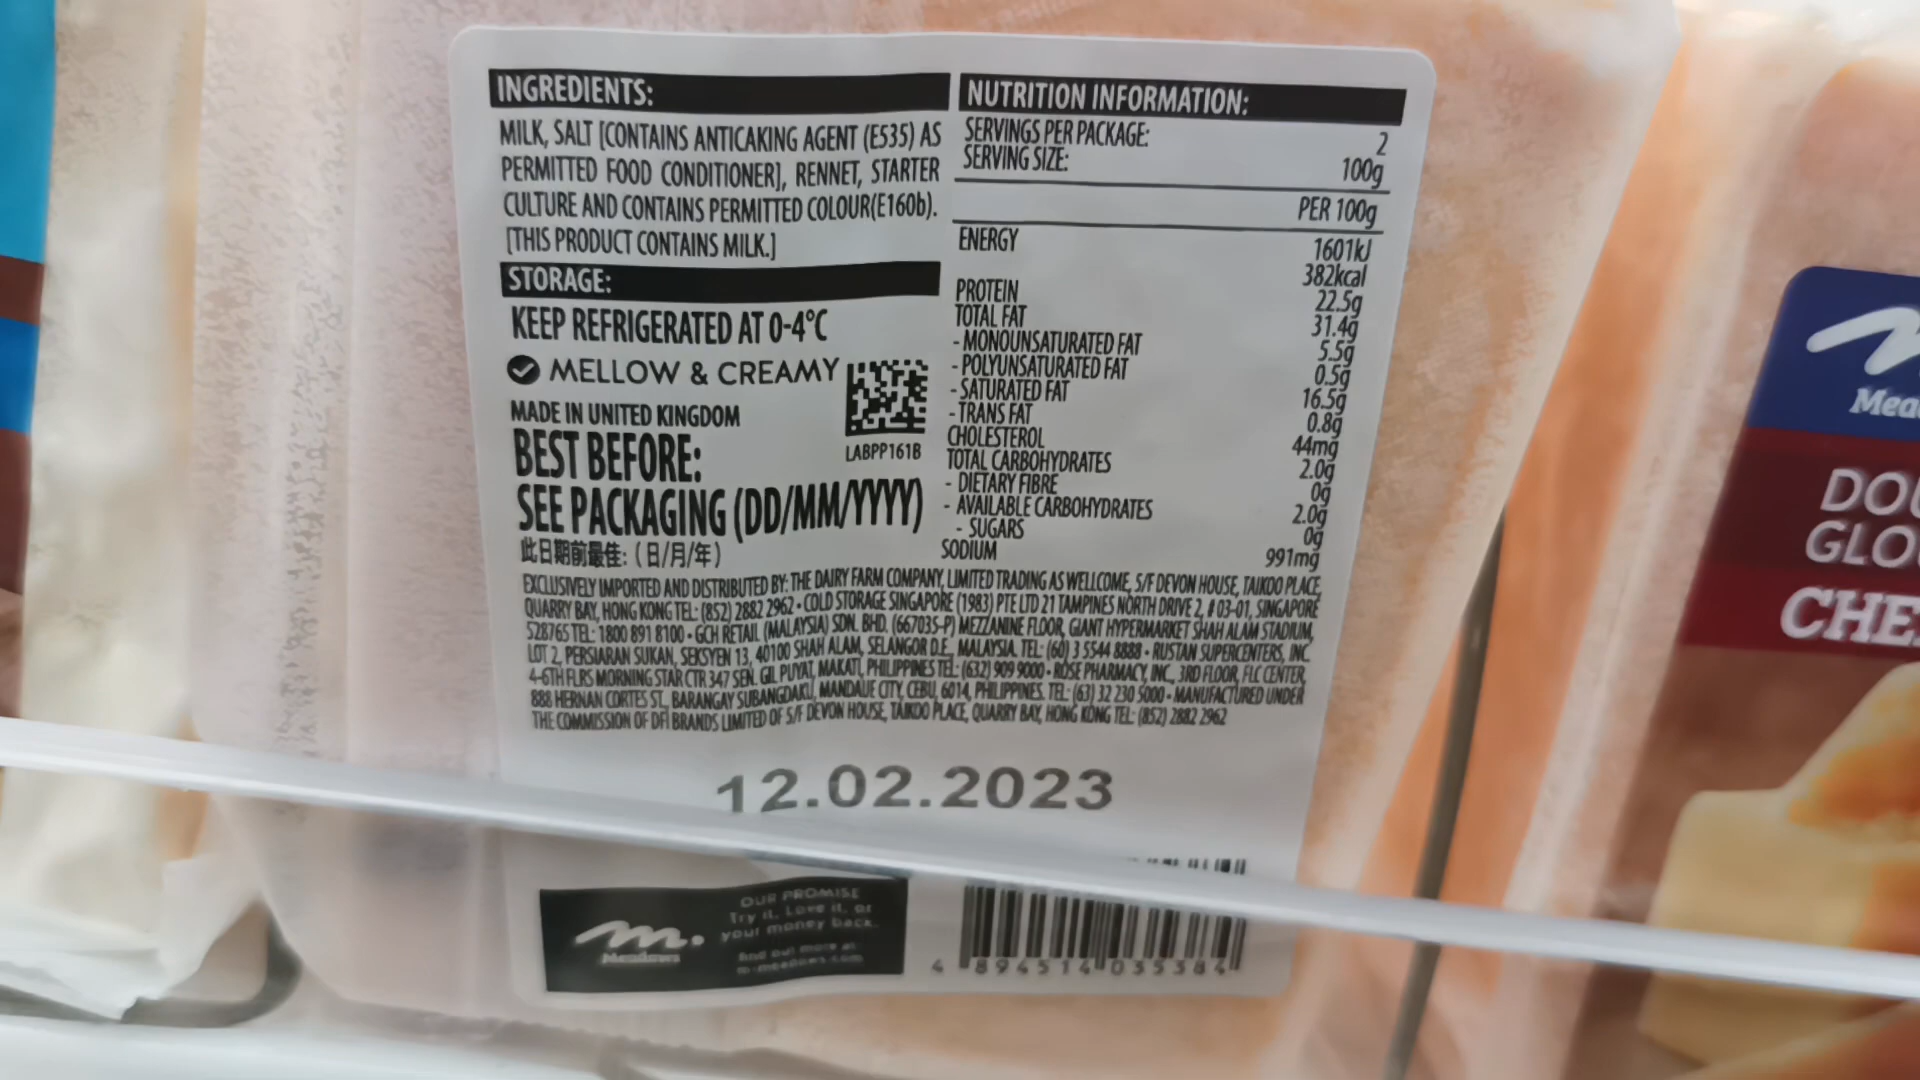 INGREDIENTS:
MILK, SALT [CONTAINS ANTICAKING AGENT (E535) AS
PERMITTED FOOD CONDITIONER], RENNET, STARTER
CULTURE AND CONTAINS PERMITTED COLOUR(E160b).
[THIS PRODUCT CONTAINS MILK.]
STORAGE:
KEEP REFRIGERATED AT 0-4°C
MELLOW & CREAMY
MADE IN UNITED KINGDOM
LABPP161B
BEST BEFORE:
SEE PACKAGING (DD/MM/YYYY)
此日期前最佳: (日/月/年)
NUTRITION INFORMATION:
SERVINGS PER PACKAGE: 2
SERVING SIZE: 100g
PER 100g
ENERGY 1601kJ
382kcal
PROTEIN 22.5g
TOTAL FAT 31.4g
- MONOUNSATURATED FAT 5.5g
- POLYUNSATURATED FAT 0.5g
- SATURATED FAT 16.5g
- TRANS FAT 0.8g
CHOLESTEROL 44mg
TOTAL CARBOHYDRATES 2.0g
- DIETARY FIBRE 0g
- AVAILABLE CARBOHYDRATES 2.0g
- SUGARS 0g
SODIUM 991mg
EXCLUSIVELY IMPORTED AND DISTRIBUTED BY: THE DAIRY FARM COMPANY, LIMITED TRADING AS WELLCOME, 5/F DEVON HOUSE, TAIKOO PLACE,
QUARRY BAY, HONG KONG TEL: (852) 2882 2962 • COLD STORAGE SINGAPORE (1983) PTE LTD 21 TAMPINES NORTH DRIVE 2, #03-01, SINGAPORE
528765 TEL: 1800 891 8100 • GCH RETAIL (MALAYSIA) SDN. BHD. (667035-P) MEZZANINE FLOOR, GIANT HYPERMARKET SHAH ALAM STADIUM,
LOT 2, PERSIARAN SUKAN, SEKSYEN 13, 40100 SHAH ALAM, SELANGOR D.E., MALAYSIA. TEL: (60) 3 5544 8888 • RUSTAN SUPERCENTERS, INC.
4-6TH FLRS MORNING STAR CTR 347 SEN. GIL PUYAT, MAKATI, PHILIPPINES TEL: (632) 909 9000 • ROSE PHARMACY, INC., 3RD FLOOR, FLC CENTER,
888 HERNAN CORTES ST., BARANGAY SUBANGDAKU, MANDAUE CITY, CEBU, 6014, PHILIPPINES. TEL: (63) 32 230 5000 • MANUFACTURED UNDER
THE COMMISSION OF DFI BRANDS LIMITED OF 5/F DEVON HOUSE, TAIKOO PLACE, QUARRY BAY, HONG KONG TEL: (852) 2882 2962
12.02.2023
m.
Meadows
OUR PROMISE
Try it. Love it. or
your money back.
find out more at
m-meadows.com
4 894514 035384
Mea
DOU
GLO
CHE